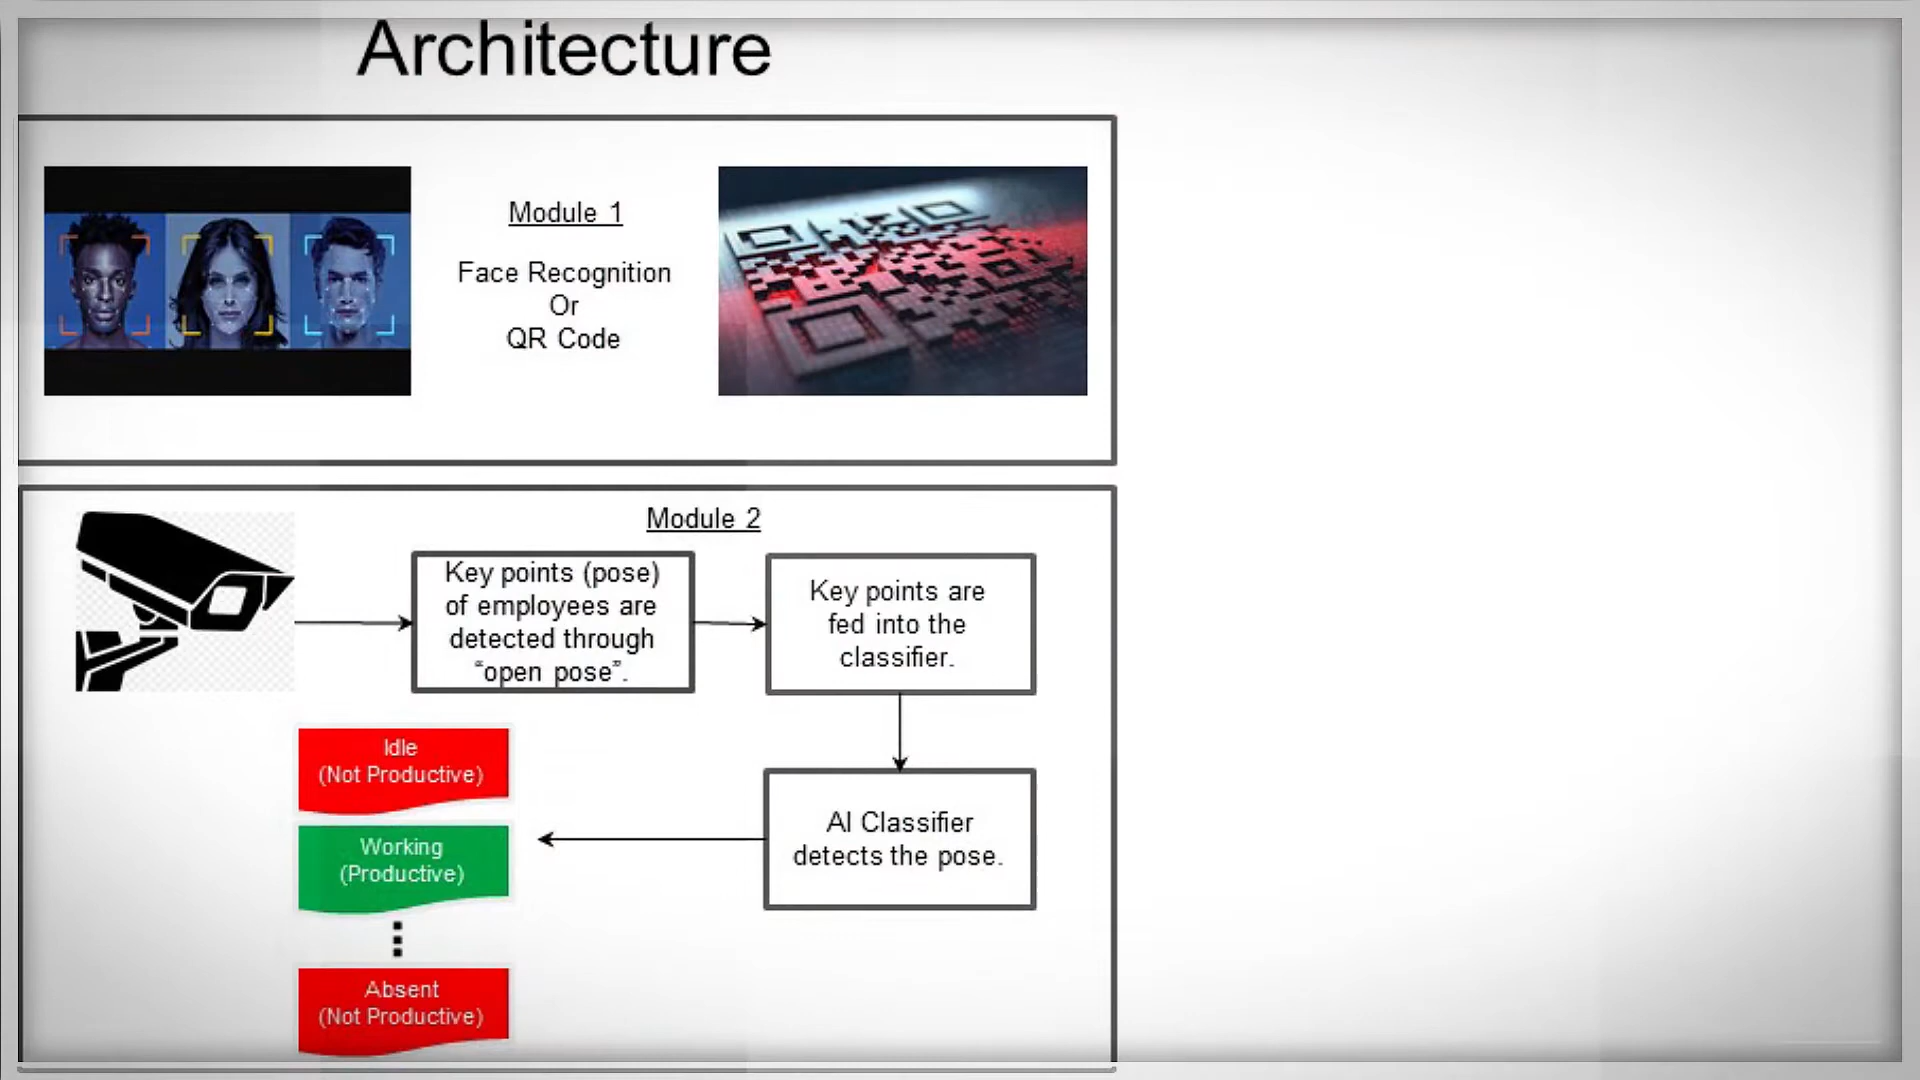 Architecture
Module 1
Face Recognition
Or
QR Code
Module 2
Key points (pose)
of employees are
detected through
“open pose”.
Key points are
fed into the
classifier.
Idle
(Not Productive)
AI Classifier
detects the pose.
Working
(Productive)
Absent
(Not Productive)